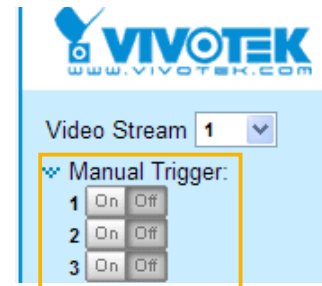 VIVOTEK
www.vivotek.com
Video Stream 1
Manual Trigger:
1 On Off
2 On Off
3 On Off